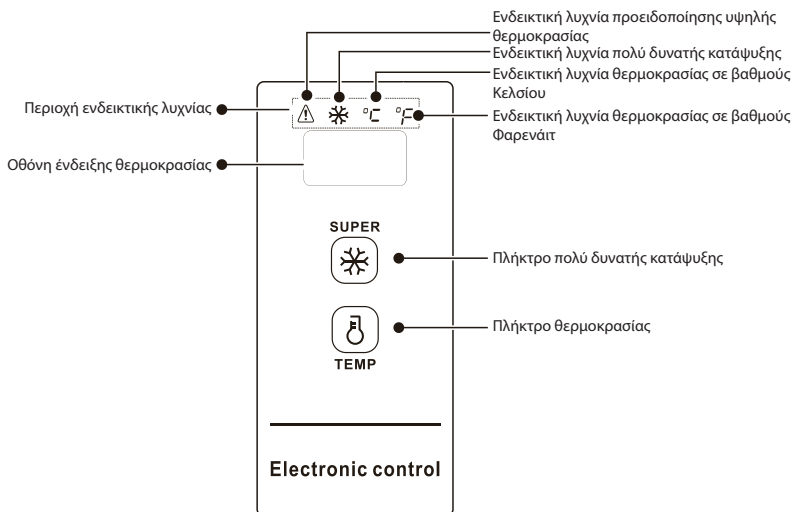 Ενδεικτική λυχνία προειδοποίησης υψηλής
θερμοκρασίας
Ενδεικτική λυχνία πολύ δυνατής κατάψυξης
Ενδεικτική λυχνία θερμοκρασίας σε βαθμούς
Κελσίου
Ενδεικτική λυχνία θερμοκρασίας σε βαθμούς
Φαρενάιτ
Περιοχή ενδεικτικής λυχνίας
°C °F
Οθόνη ένδειξης θερμοκρασίας
SUPER
Πλήκτρο πολύ δυνατής κατάψυξης
Πλήκτρο θερμοκρασίας
TEMP
Electronic control